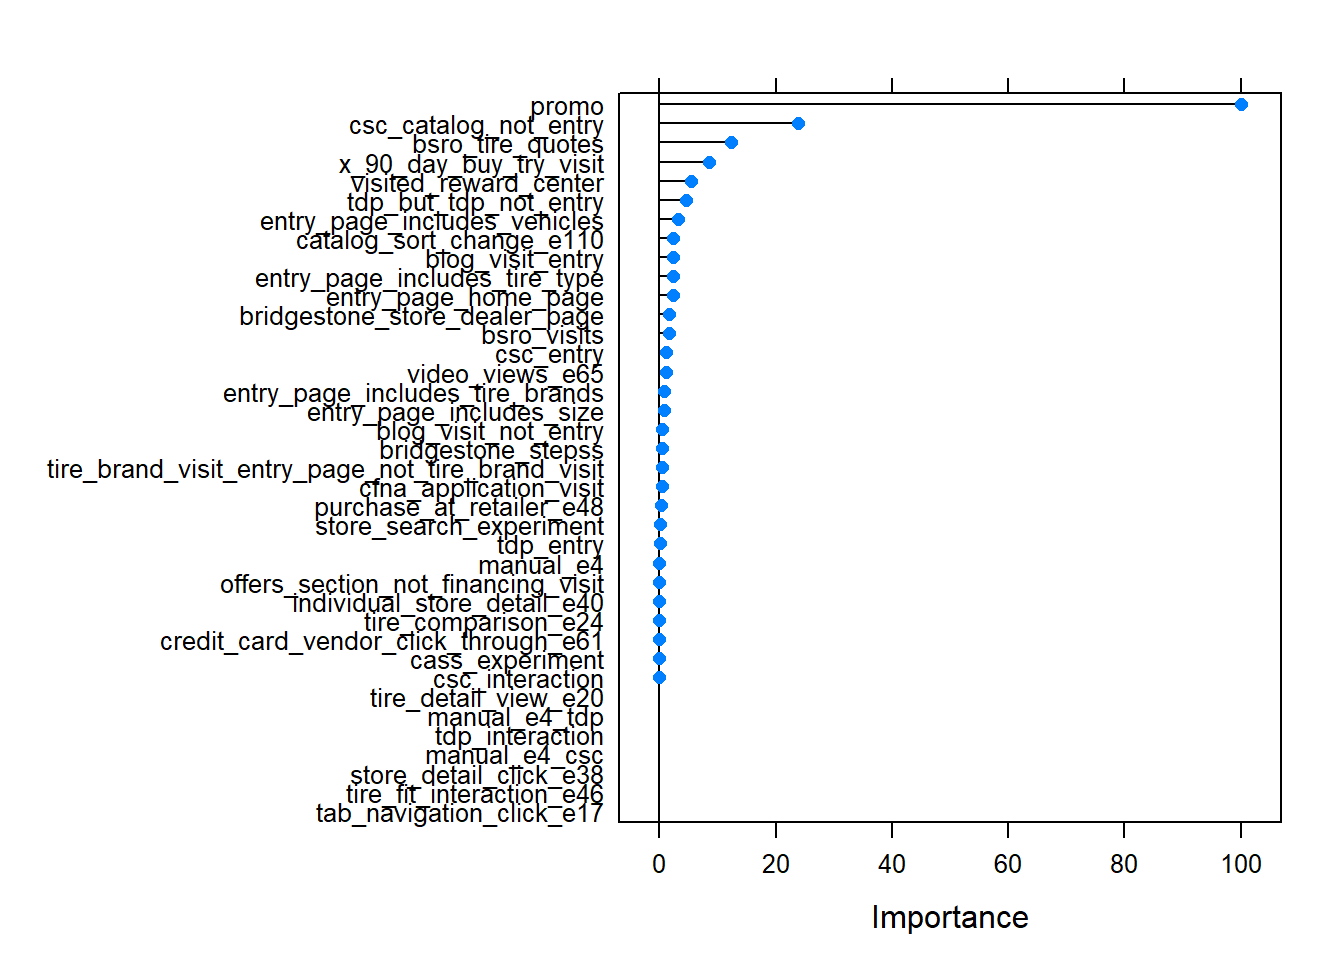 promo
csc_catalog_not_entry
bsro_tire_quotes
x_90_day_buy_try_visit
visited_reward_center
tdp_but_tdp_not_entry
entry_page_includes_vehicles
catalog_sort_change_e110
blog_visit_entry
entry_page_includes_tire_type
entry_page_home_page
bridgestone_store_dealer_page
bsro_visits
csc_entry
video_views_e65
entry_page_includes_tire_brands
entry_page_includes_size
blog_visit_not_entry
bridgestone_stepss
tire_brand_visit_entry_page_not_tire_brand_visit
cfna_application_visit
purchase_at_retailer_e48
store_search_experiment
tdp_entry
manual_e4
offers_section_not_financing_visit
individual_store_detail_e40
tire_comparison_e24
credit_card_vendor_click_through_e61
cass_experiment
csc_interaction
tire_detail_view_e20
manual_e4_tdp
tdp_interaction
manual_e4_csc
store_detail_click_e38
tire_fit_interaction_e46
tab_navigation_click_e17
0 20 40 60 80 100
Importance